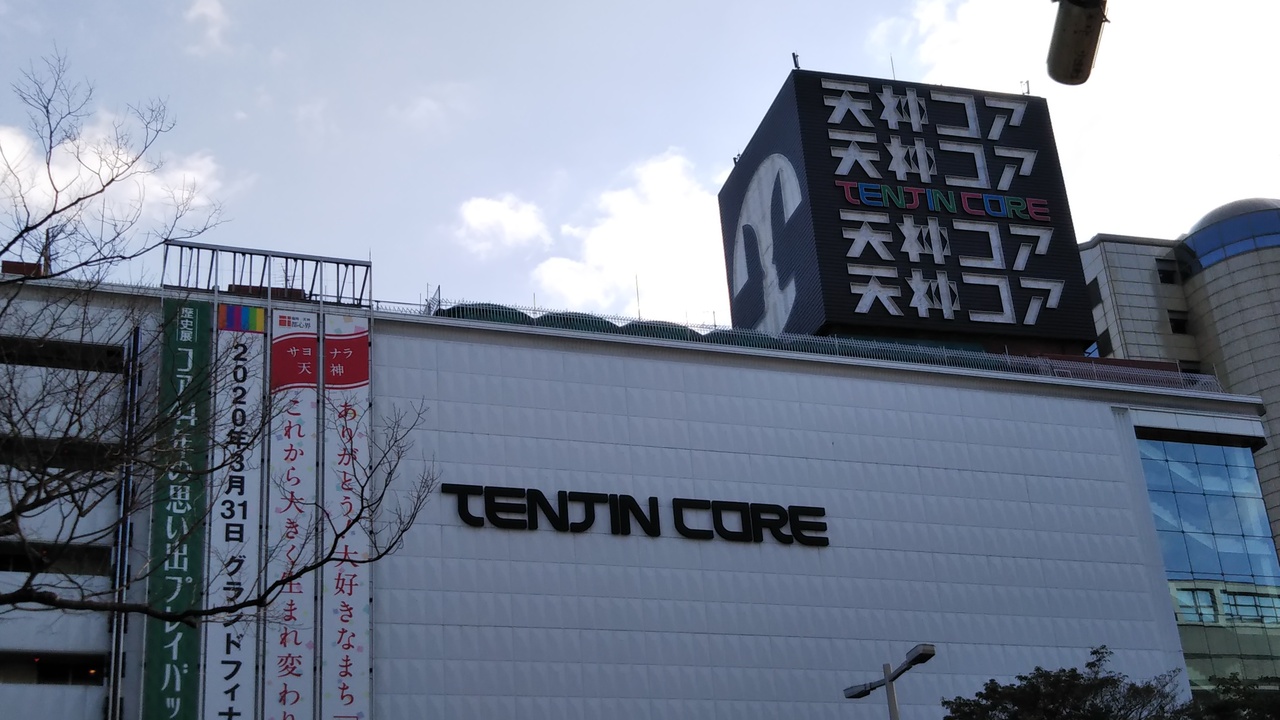 天神コア
天神コア
TENJIN CORE
天神コア
天神コア
TENJIN CORE
歴史展
コア44年の思い出プレイバッ
2020年3月31日 グランドフィナ
都心界
サヨナラ
天神
ありがとう。大好きなまち「
これから大きく生まれ変わり